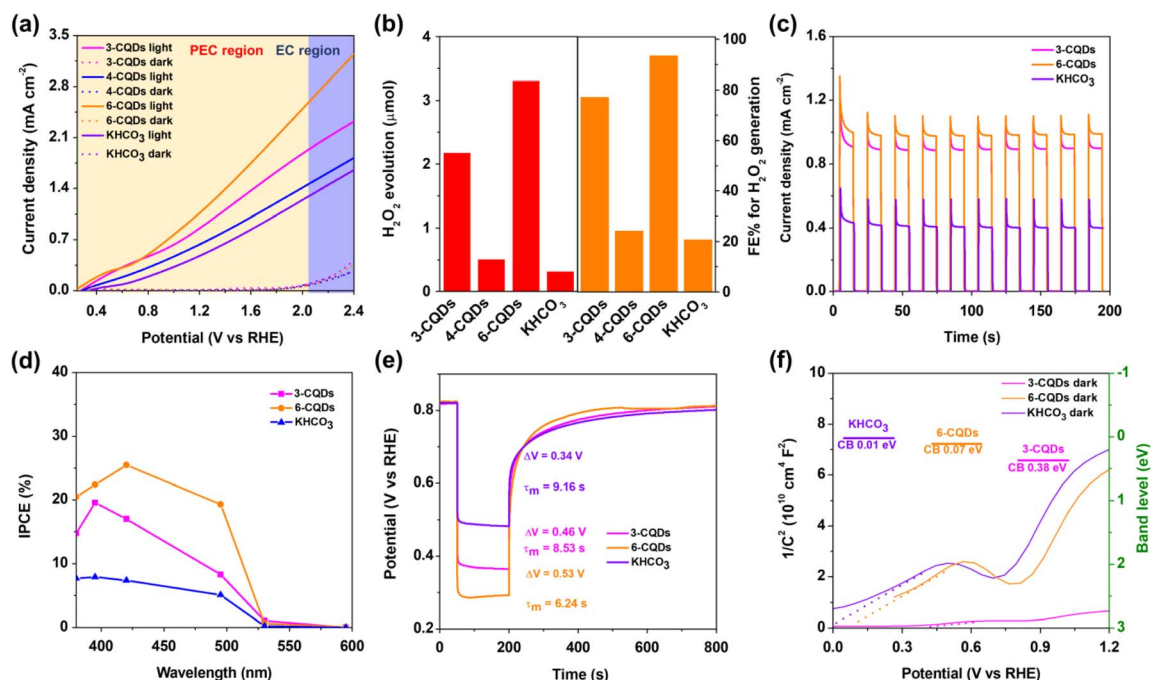 (a)
3.5
2.8
2.1
1.4
0.7
0.0
Current density (mA cm⁻²)
3-CQDs light
3-CQDs dark
4-CQDs light
4-CQDs dark
6-CQDs light
6-CQDs dark
KHCO₃ light
KHCO₃ dark
PEC region
EC region
0.4 0.8 1.2 1.6 2.0 2.4
Potential (V vs RHE)
(b)
4
3
2
1
0
H₂O₂ evolution (μmol)
3-CQDs 4-CQDs 6-CQDs KHCO₃ 3-CQDs 4-CQDs 6-CQDs KHCO₃
100
80
60
40
20
0
FE% for H₂O₂ generation
(c)
1.6
1.2
0.8
0.4
0.0
Current density (mA cm⁻²)
3-CQDs
6-CQDs
KHCO₃
0 50 100 150 200
Time (s)
(d)
40
30
20
10
0
IPCE (%)
3-CQDs
6-CQDs
KHCO₃
400 450 500 550 600
Wavelength (nm)
(e)
0.8
0.6
0.4
0.2
Potential (V vs RHE)
ΔV = 0.34 V
τm = 9.16 s
ΔV = 0.46 V
τm = 8.53 s
ΔV = 0.53 V
τm = 6.24 s
3-CQDs
6-CQDs
KHCO₃
0 200 400 600 800
Time (s)
(f)
10
8
6
4
2
0
1/C² (10¹⁰ cm⁴ F²)
3-CQDs dark
6-CQDs dark
KHCO₃ dark
KHCO₃
CB 0.01 eV
6-CQDs
CB 0.07 eV
3-CQDs
CB 0.38 eV
-1
0
1
2
3
Band level (eV)
0.0 0.3 0.6 0.9 1.2
Potential (V vs RHE)